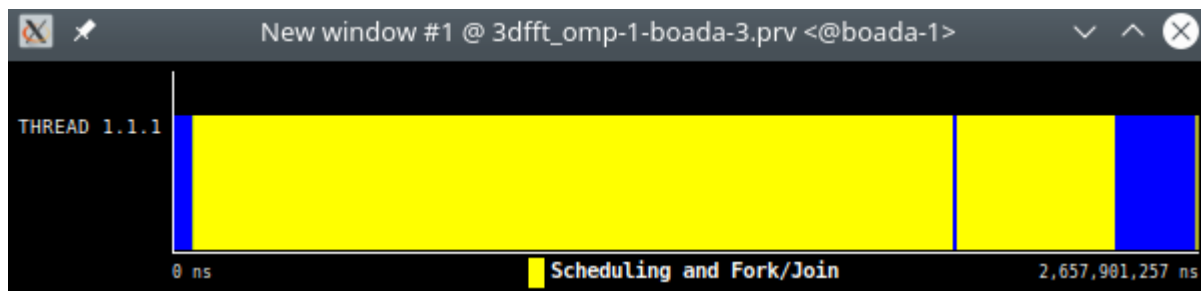 New window #1 @ 3dfft_omp-1-boada-3.prv <@boada-1>
THREAD 1.1.1
0 ns Scheduling and Fork/Join 2,657,901,257 ns